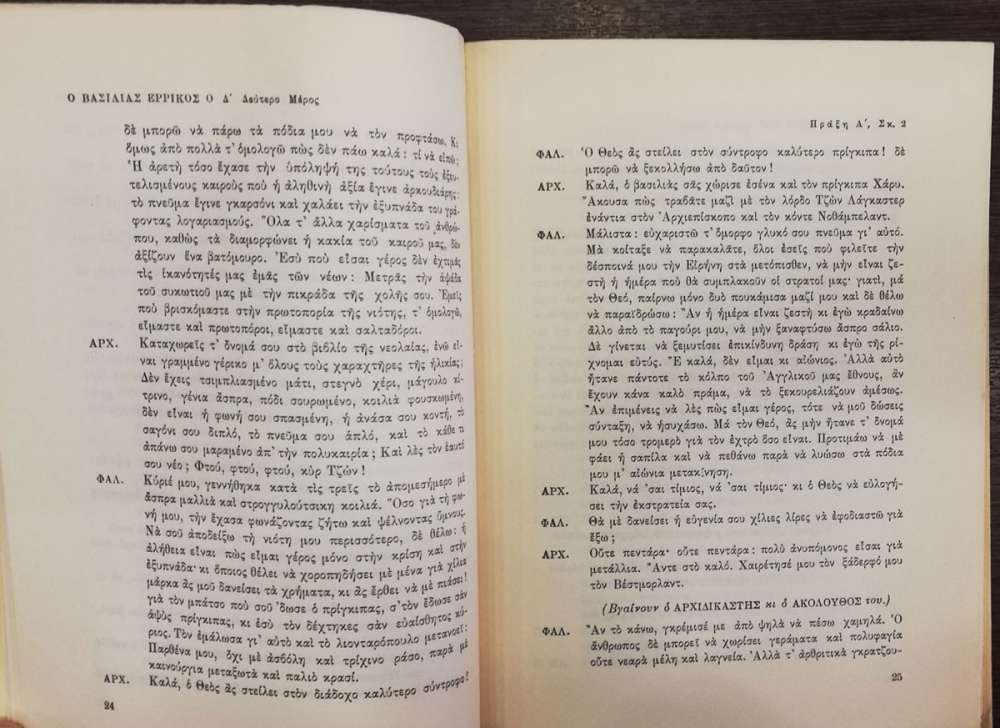 Ο ΒΑΣΙΛΙΑΣ ΕΡΡΙΚΟΣ Ο Δ' Δεύτερο Μέρος
δὲ μπορῶ νὰ πάρω τὰ πόδια μου νὰ τὸν προφτάσω. Κι
ὅμως ἀπὸ πολλὰ τ' ὁμολογῶ πὼς δὲν πάω καλά : τί νὰ εἰπῶ;
Ἡ ἀρετὴ τόσο ἔχασε τὴν ὑπόληψή της τούτους τοὺς ἐξευ-
τελισμένους καιροὺς ποὺ ἡ ἀληθινὴ ἀξία ἔγινε ἀρκουδιάρης·
τὸ πνεῦμα ἔγινε γκαρσόνι καὶ χαλάει τὴν ἐξυπνάδα του γρά-
φοντας λογαριασμούς. Ὅλα τ' ἄλλα χαρίσματα τοῦ ἀνθρώ-
που, καθὼς τὰ διαμορφώνει ἡ κακία τοῦ καιροῦ μας, δὲν
ἀξίζουν ἕνα βατόμουρο. Ἐσὺ ποὺ εἶσαι γέρος δὲν ἐχτιμᾶς
τὶς ἱκανότητές μας ἐμᾶς τῶν νέων : Μετρᾶς τὴν ἀψάδα
τοῦ συκωτιοῦ μας μὲ τὴν πικράδα τῆς χολῆς σου. Ἐμεῖς
ποὺ βρισκόμαστε στὴν πρωτοπορία τῆς νιότης, τ' ὁμολογῶ,
εἴμαστε καὶ πρωτοπόροι, εἴμαστε καὶ σαλταδόροι.
ΑΡΧ. Καταχωρεῖς τ' ὄνομά σου στὸ βιβλίο τῆς νεολαίας, ἐνῶ εἶ-
ναι γραμμένο γέρικο μ' ὅλους τοὺς χαραχτῆρες τῆς ἡλικίας;
Δὲν ἔχεις τσιμπλιασμένο μάτι, στεγνὸ χέρι, μάγουλο κί-
τρινο, γένια ἄσπρα, πόδι σουρωμένο, κοιλιὰ φουσκωμένη,
δὲν εἶναι ἡ φωνή σου σπασμένη, ἡ ἀνάσα σου κοντή, τὸ
σαγόνι σου διπλό, τὸ πνεῦμα σου ἁπλό, καὶ τὸ κάθε τι
ἀπάνω σου μαραμένο ἀπ' τὴν πολυκαιρία ; Καὶ λὲς τὸν ἑαυτό
σου νέο ; Φτού, φτού, φτού, κὺρ Τζών !
ΦΑΛ. Κύριέ μου, γεννήθηκα κατὰ τὶς τρεῖς τὸ ἀπομεσήμερο μὲ
ἄσπρα μαλλιὰ καὶ στρογγυλούτσικη κοιλιά. Ὅσο γιὰ τὴ φω-
νή μου, τὴν ἔχασα φωνάζοντας ζήτω καὶ ψέλνοντας ὕμνους.
Νὰ σοῦ ἀποδείξω τὴ νιότη μου περισσότερο, δὲ θέλω : ἡ
ἀλήθεια εἶναι πὼς εἶμαι γέρος μόνο στὴν κρίση καὶ στὴν
ἐξυπνάδα· κι ὅποιος θέλει νὰ χοροπηδήσει μὲ μένα γιὰ χίλια
μάρκα ἂς μοῦ δανείσει τὰ χρήματα, κι ἂς ἔρθει νὰ μὲ πιάσει !
γιὰ τὸν μπάτσο ποὺ σοῦ 'δωσε ὁ πρίγκιπας, σ' τὸν ἔδωσε σὰν
ἀψὺς πρίγκιπας, κι ἐσὺ τὸν δέχτηκες σὰν εὐαίσθητος κύ-
ριος. Τὸν ἐμάλωσα γι' αὐτὸ καὶ τὸ λιονταρόπουλο μετανοεῖ :
Παρθένα μου, ὄχι μὲ ἀσβόλη καὶ τρίχινο ράσο, παρὰ μὲ
καινούργια μεταξωτὰ καὶ παλιὸ κρασί.
ΑΡΧ. Καλά, ὁ Θεὸς ἂς στείλει στὸν διάδοχο καλύτερο σύντροφο !
24
Πράξη Α', Σκ. 2
ΦΑΛ. Ὁ Θεὸς ἂς στείλει στὸν σύντροφο καλύτερο πρίγκιπα ! δὲ
μπορῶ νὰ ξεκολλήσω ἀπὸ δαῦτον !
ΑΡΧ. Καλά, ὁ βασιλιὰς σᾶς χώρισε ἐσένα καὶ τὸν πρίγκιπα Χάρυ.
Ἄκουσα πὼς τραβᾶτε μαζὶ μὲ τὸν λόρδο Τζὼν Λάγκαστερ
ἐνάντια στὸν Ἀρχιεπίσκοπο καὶ τὸν κόντε Νοθάμπελαντ.
ΦΑΛ. Μάλιστα : εὐχαριστῶ τ' ὄμορφο γλυκό σου πνεῦμα γι' αὐτό.
Μὰ κοίταξε νὰ παρακαλᾶτε, ὅλοι ἐσεῖς ποὺ φιλεῖτε τὴν
δέσποινά μου τὴν Εἰρήνη στὰ μετόπισθεν, νὰ μὴν εἶναι ζε-
στὴ ἡ ἡμέρα ποὺ θὰ συμπλακοῦν οἱ στρατοί μας· γιατί, μὰ
τὸν Θεό, παίρνω μόνο δυὸ πουκάμισα μαζί μου καὶ δὲ θέλω
νὰ παραϊδρώσω : Ἂν ἡ ἡμέρα εἶναι ζεστὴ κι ἐγὼ κραδαίνω
ἄλλο ἀπὸ τὸ παγούρι μου, νὰ μὴν ξαναφτύσω ἄσπρο σάλιο.
Δὲ γίνεται νὰ ξεμυτίσει ἐπικίνδυνη δράση κι ἐγὼ τῆς ρί-
χνομαι εὐτύς. Ἒ καλά, δὲν εἶμαι κι αἰώνιος. Ἀλλὰ αὐτὸ
ἤτανε πάντοτε τὸ κόλπο τοῦ Ἀγγλικοῦ μας ἔθνους, ἂν
ἔχουν κάνα καλὸ πράμα, νὰ τὸ ξεκουρελιάζουν ἀμέσως.
Ἂν ἐπιμένεις νὰ λὲς πὼς εἶμαι γέρος, τότε νὰ μοῦ δώσεις
σύνταξη, νὰ ἡσυχάσω. Μὰ τὸν Θεό, ἂς μὴν ἤτανε τ' ὄνομά
μου τόσο τρομερὸ γιὰ τὸν ἐχτρὸ ὅσο εἶναι. Προτιμάω νὰ μὲ
φάει ἡ σαπίλα καὶ νὰ πεθάνω παρὰ νὰ λυώσω στὰ πόδια
μου μ' αἰώνια μετακίνηση.
ΑΡΧ. Καλά, νά 'σαι τίμιος, νά 'σαι τίμιος· κι ὁ Θεὸς νὰ εὐλογή-
σει τὴν ἐκστρατεία σας.
ΦΑΛ. Θὰ μὲ δανείσει ἡ εὐγενία σου χίλιες λίρες νὰ ἐφοδιαστῶ γιὰ
ἔξω ;
ΑΡΧ. Οὔτε πεντάρα· οὔτε πεντάρα : πολὺ ἀνυπόμονος εἶσαι γιὰ
μετάλλια. Ἄντε στὸ καλό. Χαιρέτησέ μου τὸν ξάδερφό μου
τὸν Βέστμορλαντ.
(Βγαίνουν ὁ ΑΡΧΙΔΙΚΑΣΤΗΣ κι ὁ ΑΚΟΛΟΥΘΟΣ του.)
ΦΑΛ. Ἂν τὸ κάνω, γκρέμισέ με ἀπὸ ψηλὰ νὰ πέσω χαμηλά. Ὁ
ἄνθρωπος δὲ μπορεῖ νὰ χωρίσει γεράματα καὶ πολυφαγία
οὔτε νεαρὰ μέλη καὶ λαγνεία. Ἀλλὰ τ' ἀρθριτικὰ γκρατζου-
25